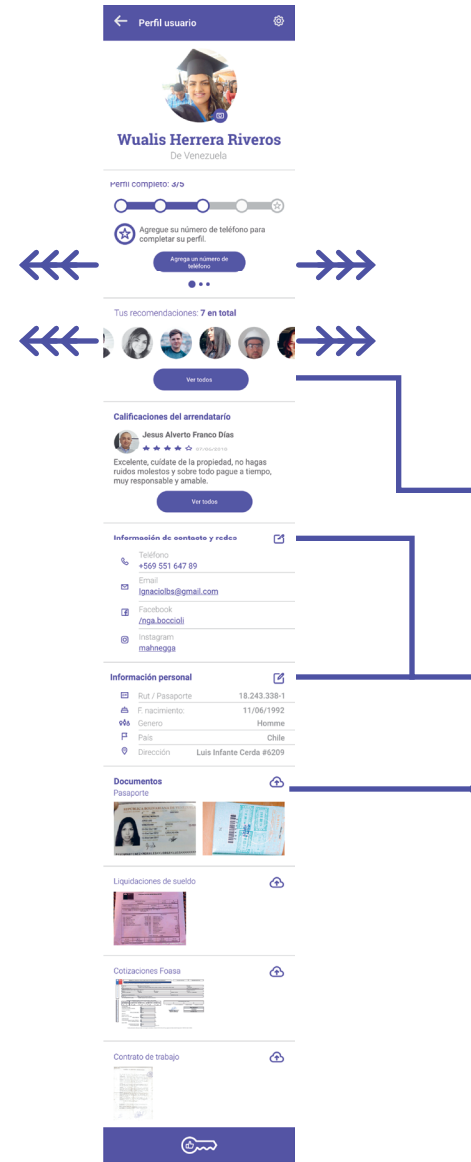 Perfil usuario
Wualis Herrera Riveros
De Venezuela
Perfil completo: 3/5
Agregue su número de teléfono para
completar su perfil.
Agrega un número de
teléfono
Tus recomendaciones: 7 en total
Ver todos
Calificaciones del arrendatarío
Jesus Alverto Franco Días
Excelente, cuidate de la propiedad, no hagas
ruidos molestos y sobre todo pague a tiempo,
muy responsable y amable.
Ver todos
Información de contacto y redes
Teléfono
+569 551 647 89
Email
Ignaciolbs@gmail.com
Facebook
/nga.boccioli
Instagram
mahnegga
Información personal
Rut / Pasaporte 18.243.338-1
F. nacimiento: 11/06/1992
Genero Homme
País Chile
Dirección Luis Infante Cerda #6209
Documentos
Pasaporte
Liquidaciones de sueldo
Cotizaciones Foasa
Contrato de trabajo